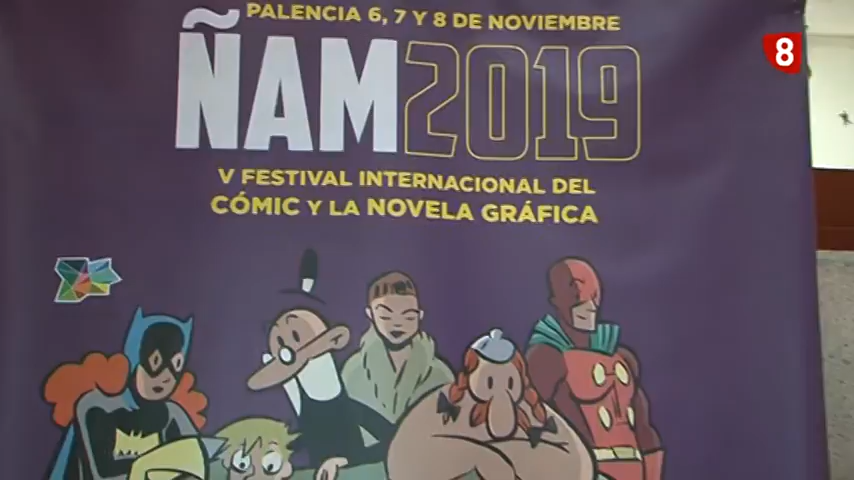 PALENCIA 6, 7 Y 8 DE NOVIEMBRE
ÑAM2019
V FESTIVAL INTERNACIONAL DEL
CÓMIC Y LA NOVELA GRÁFICA
8